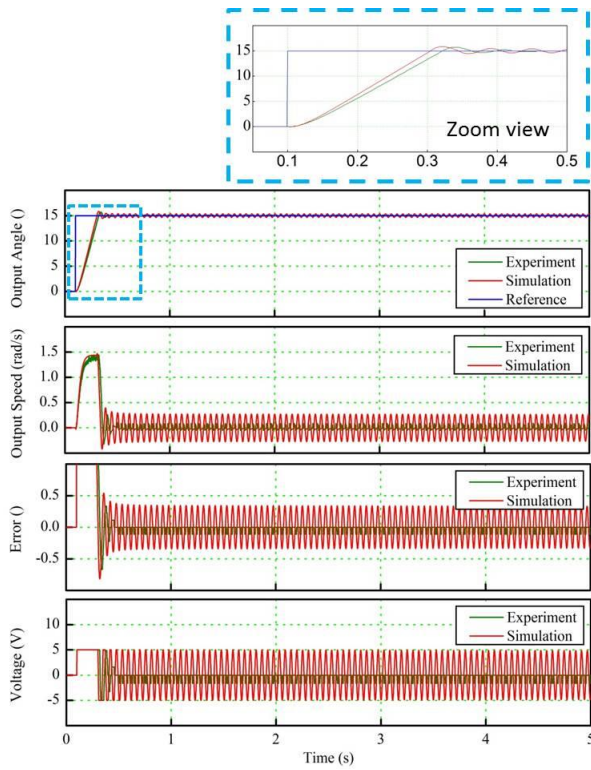 15
10
5
0
Zoom view
0.1 0.2 0.3 0.4 0.5
Output Angle ()
15
10
5
0
Experiment
Simulation
Reference
Output Speed (rad/s)
1.5
1.0
0.5
0.0
Experiment
Simulation
Error ()
0.5
0.0
-0.5
Experiment
Simulation
Voltage (V)
10
5
0
-5
Experiment
Simulation
0 1 2 3 4 5
Time (s)